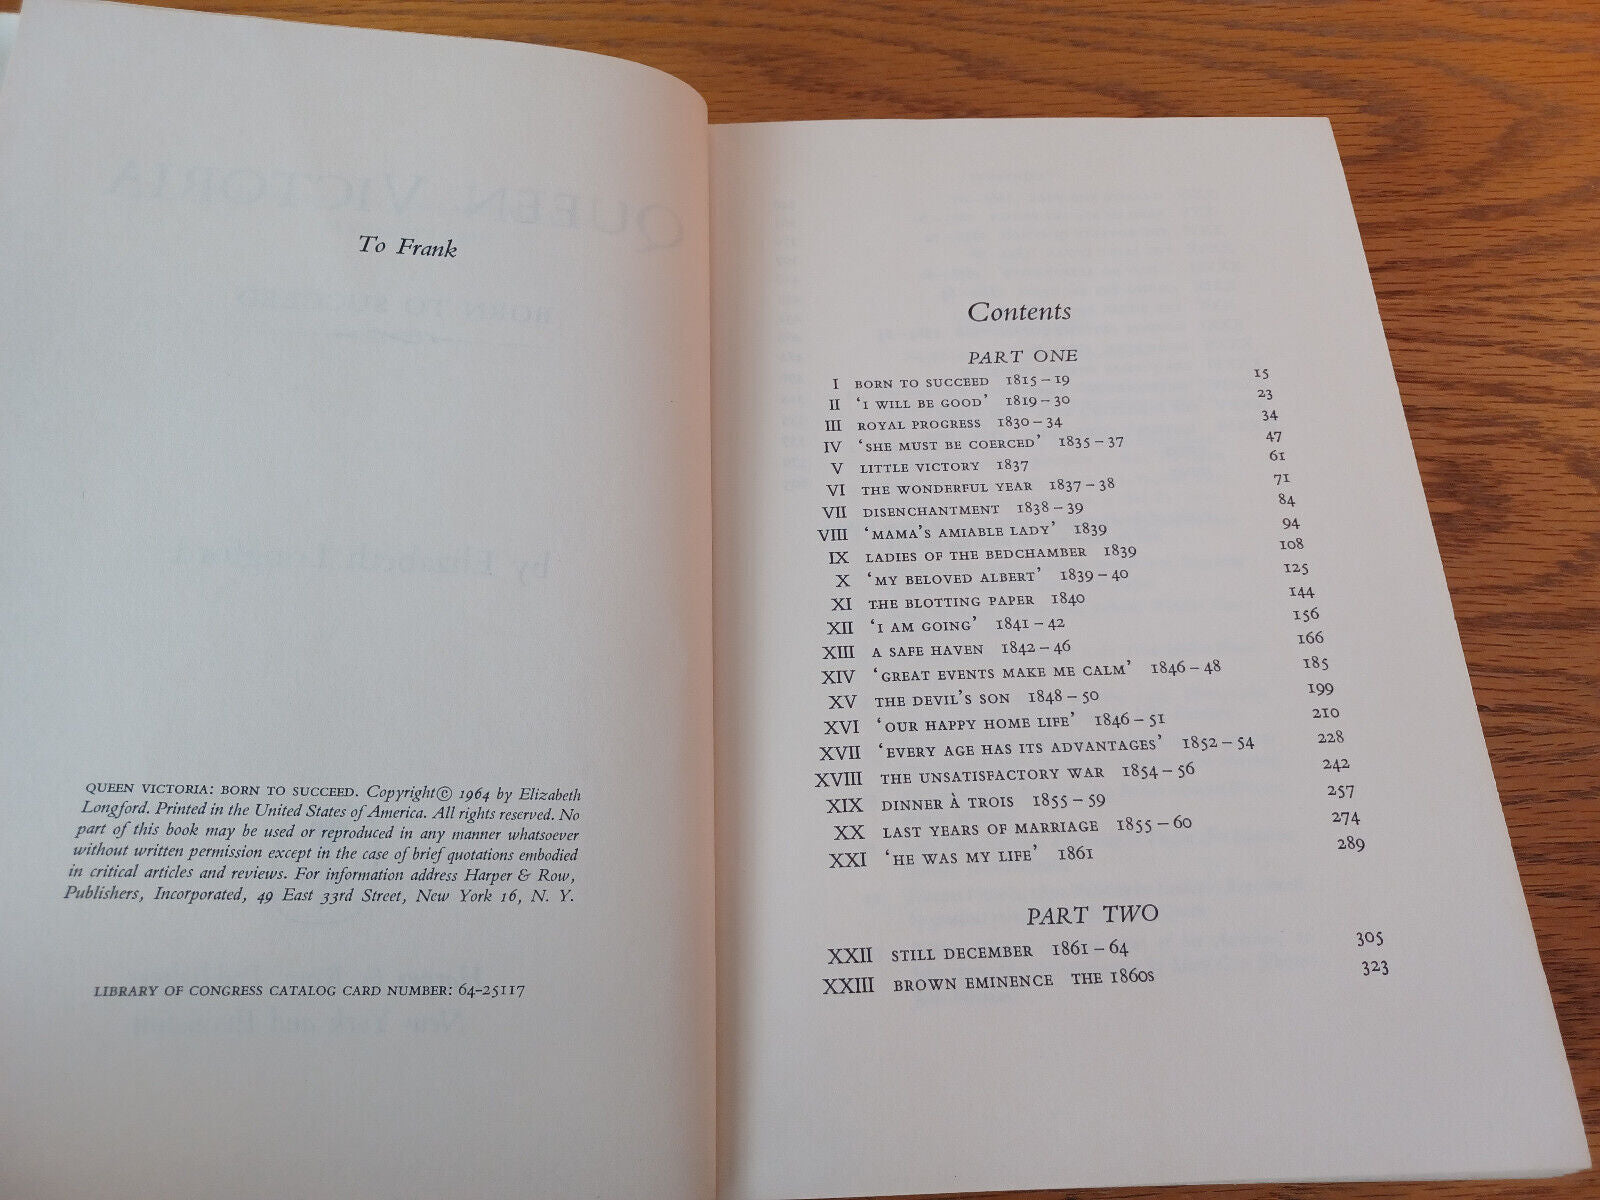 To Frank
QUEEN VICTORIA: BORN TO SUCCEED. Copyright © 1964 by Elizabeth
Longford. Printed in the United States of America. All rights reserved. No
part of this book may be used or reproduced in any manner whatsoever
without written permission except in the case of brief quotations embodied
in critical articles and reviews. For information address Harper & Row,
Publishers, Incorporated, 49 East 33rd Street, New York 16, N. Y.
LIBRARY OF CONGRESS CATALOG CARD NUMBER: 64-25117
Contents
PART ONE
I BORN TO SUCCEED 1815–19 15
II ‘I WILL BE GOOD’ 1819–30 23
III ROYAL PROGRESS 1830–34 34
IV ‘SHE MUST BE COERCED’ 1835–37 47
V LITTLE VICTORY 1837 61
VI THE WONDERFUL YEAR 1837–38 71
VII DISENCHANTMENT 1838–39 84
VIII ‘MAMA’S AMIABLE LADY’ 1839 94
IX LADIES OF THE BEDCHAMBER 1839 108
X ‘MY BELOVED ALBERT’ 1839–40 125
XI THE BLOTTING PAPER 1840 144
XII ‘I AM GOING’ 1841–42 156
XIII A SAFE HAVEN 1842–46 166
XIV ‘GREAT EVENTS MAKE ME CALM’ 1846–48 185
XV THE DEVIL’S SON 1848–50 199
XVI ‘OUR HAPPY HOME LIFE’ 1846–51 210
XVII ‘EVERY AGE HAS ITS ADVANTAGES’ 1852–54 228
XVIII THE UNSATISFACTORY WAR 1854–56 242
XIX DINNER À TROIS 1855–59 257
XX LAST YEARS OF MARRIAGE 1855–60 274
XXI ‘HE WAS MY LIFE’ 1861 289
PART TWO
XXII STILL DECEMBER 1861–64 305
XXIII BROWN EMINENCE THE 1860S 323